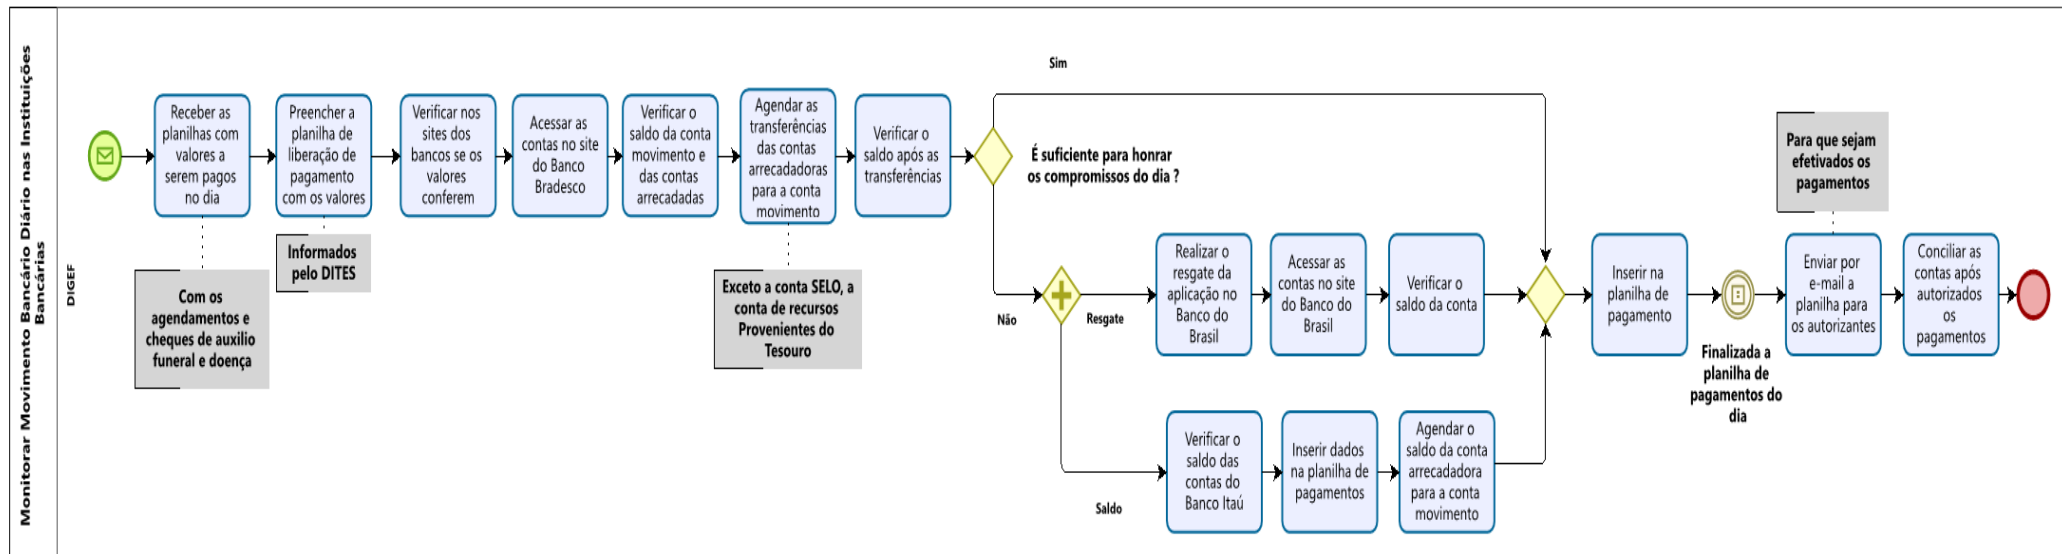 Monitorar Movimento Bancário Diário nas Instituições
Bancárias
DIGEF
Receber as
planilhas com
valores a
serem pagos
no dia
Com os
agendamentos e
cheques de auxilio
funeral e doença
Preencher a
planilha de
liberação de
pagamento
com os valores
Informados
pelo DITES
Verificar nos
sites dos
bancos se os
valores
conferem
Acessar as
contas no site
do Banco
Bradesco
Verificar o
saldo da conta
movimento e
das contas
arrecadadas
Agendar as
transferências
das contas
arrecadadoras
para a conta
movimento
Exceto a conta SELO, a
conta de recursos
Provenientes do
Tesouro
Verificar o
saldo após as
transferências
É suficiente para honrar
os compromissos do dia ?
Sim
Não
Resgate
Realizar o
resgate da
aplicação no
Banco do
Brasil
Acessar as
contas no site
do Banco do
Brasil
Verificar o
saldo da conta
Saldo
Verificar o
saldo das
contas do
Banco Itaú
Inserir dados
na planilha de
pagamentos
Agendar o
saldo da conta
arrecadadora
para a conta
movimento
Inserir na
planilha de
pagamento
Finalizada a
planilha de
pagamentos do
dia
Para que sejam
efetivados os
pagamentos
Enviar por
e-mail a
planilha para
os autorizantes
Conciliar as
contas após
autorizados
os
pagamentos